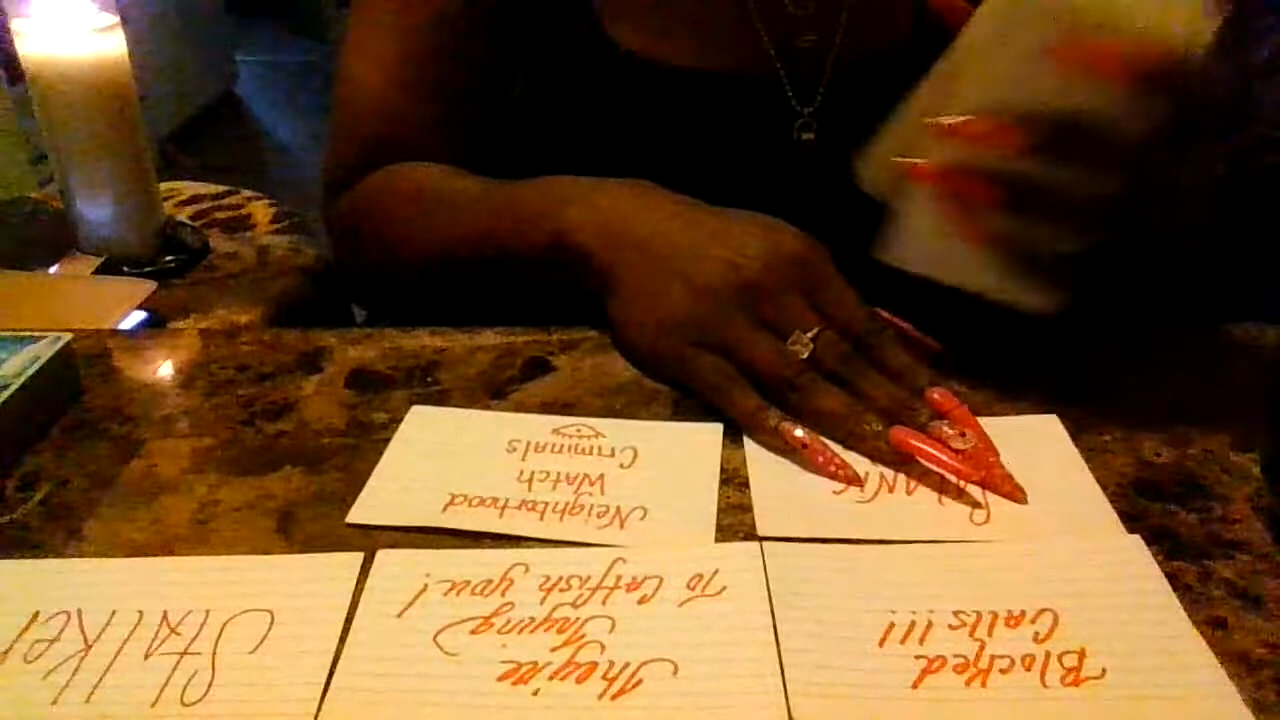 Blocked
Calls!!!
They're
Trying
To Catfish you!
Stalker
Neighborhood
Watch
Criminals